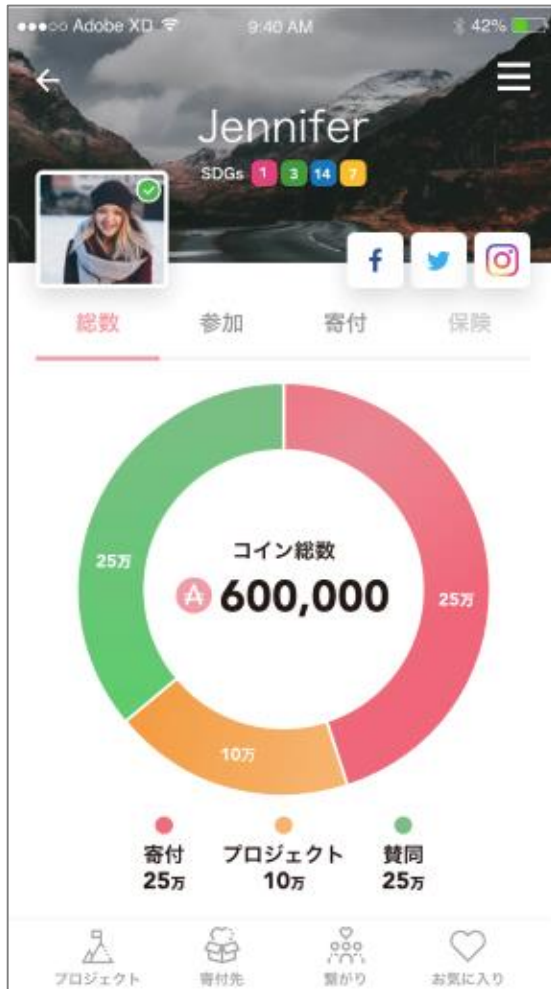 Adobe XD 9:40 AM 42%
Jennifer
SDGs 1 3 14 7
総数 参加 寄付 保険
コイン総数
600,000
25万
25万
10万
寄付 プロジェクト 賛同
25万 10万 25万
プロジェクト 寄付先 繋がり お気に入り